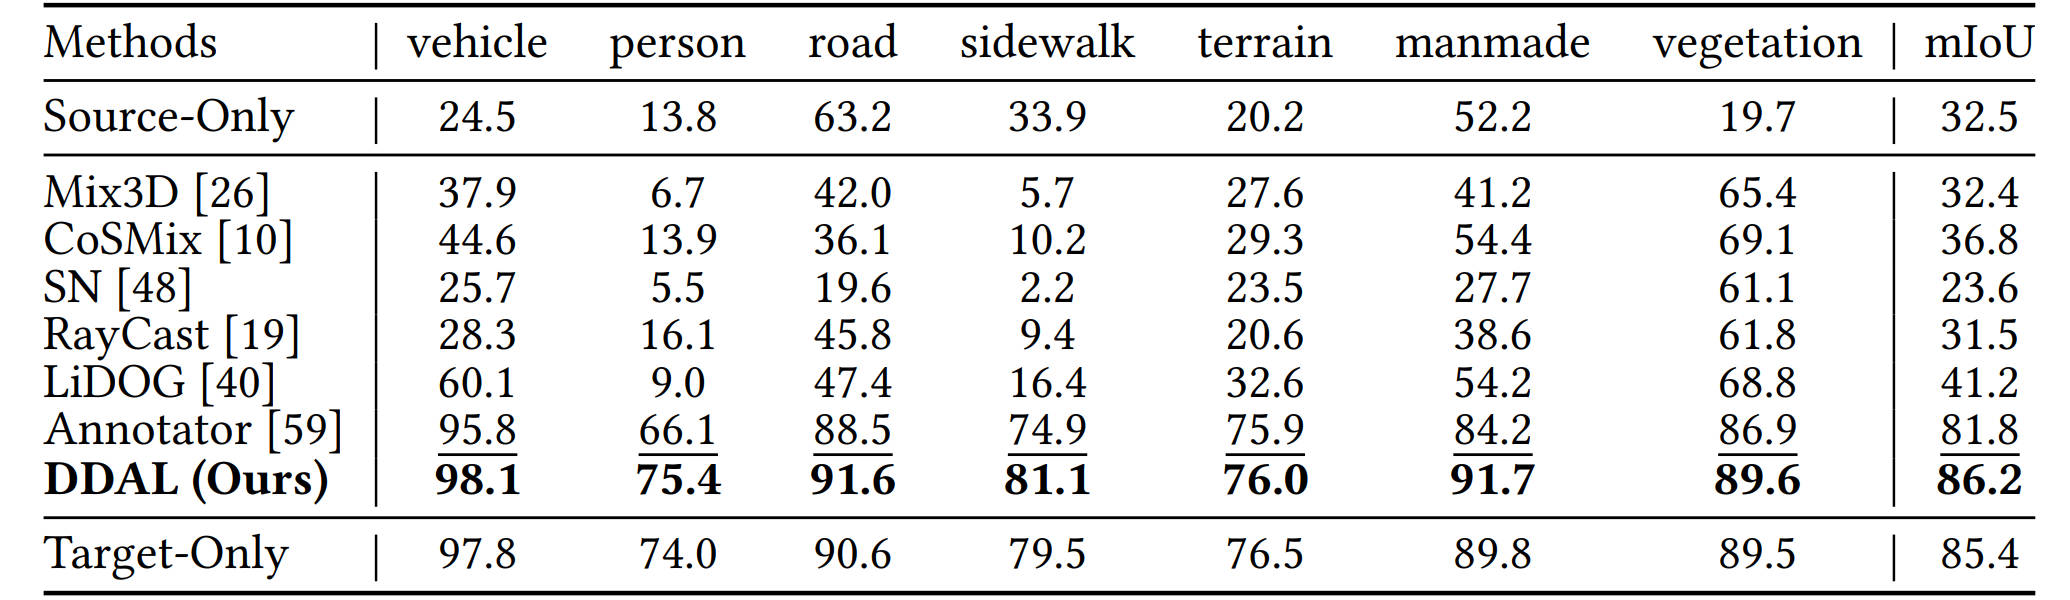 Methods vehicle person road sidewalk terrain manmade vegetation mIoU
Source-Only 24.5 13.8 63.2 33.9 20.2 52.2 19.7 32.5
Mix3D [26] 37.9 6.7 42.0 5.7 27.6 41.2 65.4 32.4
CoSMix [10] 44.6 13.9 36.1 10.2 29.3 54.4 69.1 36.8
SN [48] 25.7 5.5 19.6 2.2 23.5 27.7 61.1 23.6
RayCast [19] 28.3 16.1 45.8 9.4 20.6 38.6 61.8 31.5
LiDOG [40] 60.1 9.0 47.4 16.4 32.6 54.2 68.8 41.2
Annotator [59] 95.8 66.1 88.5 74.9 75.9 84.2 86.9 81.8
DDAL (Ours) 98.1 75.4 91.6 81.1 76.0 91.7 89.6 86.2
Target-Only 97.8 74.0 90.6 79.5 76.5 89.8 89.5 85.4